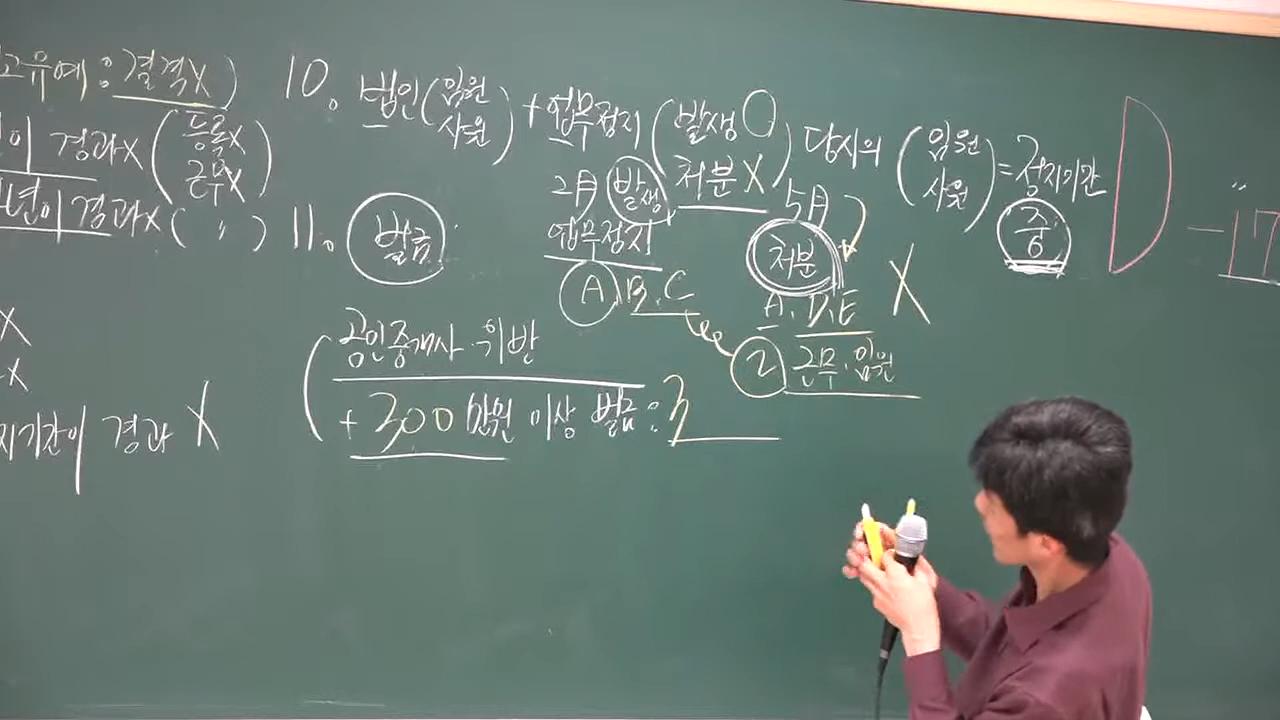 고유예 : 결격X)
이 경과X (등록X
근무X)
년이 경과X ( 〃 )
X
X
지기간이 경과 X
10. 법인 (임원
사원) + 업무정지 (발생O
처분X) 당시의 (임원
사원) = 정지기간
중
2月 발생
업무정지
A, B, C
5月
처분
A, D, E X
2 근무·임원
11. 벌금
(공인중개사 위반
+ 300만원 이상 벌금 : 3